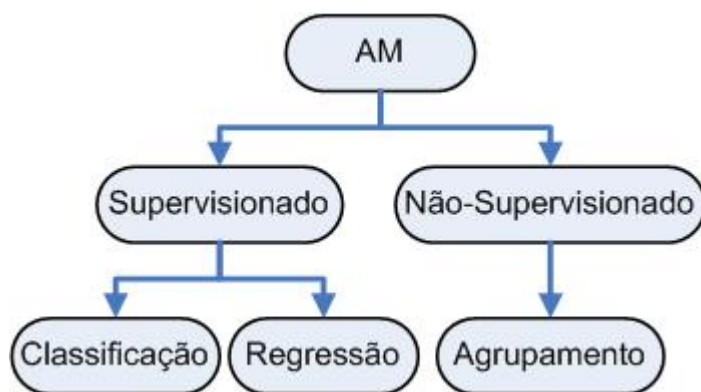 AM
Supervisionado
Não-Supervisionado
Classificação
Regressão
Agrupamento